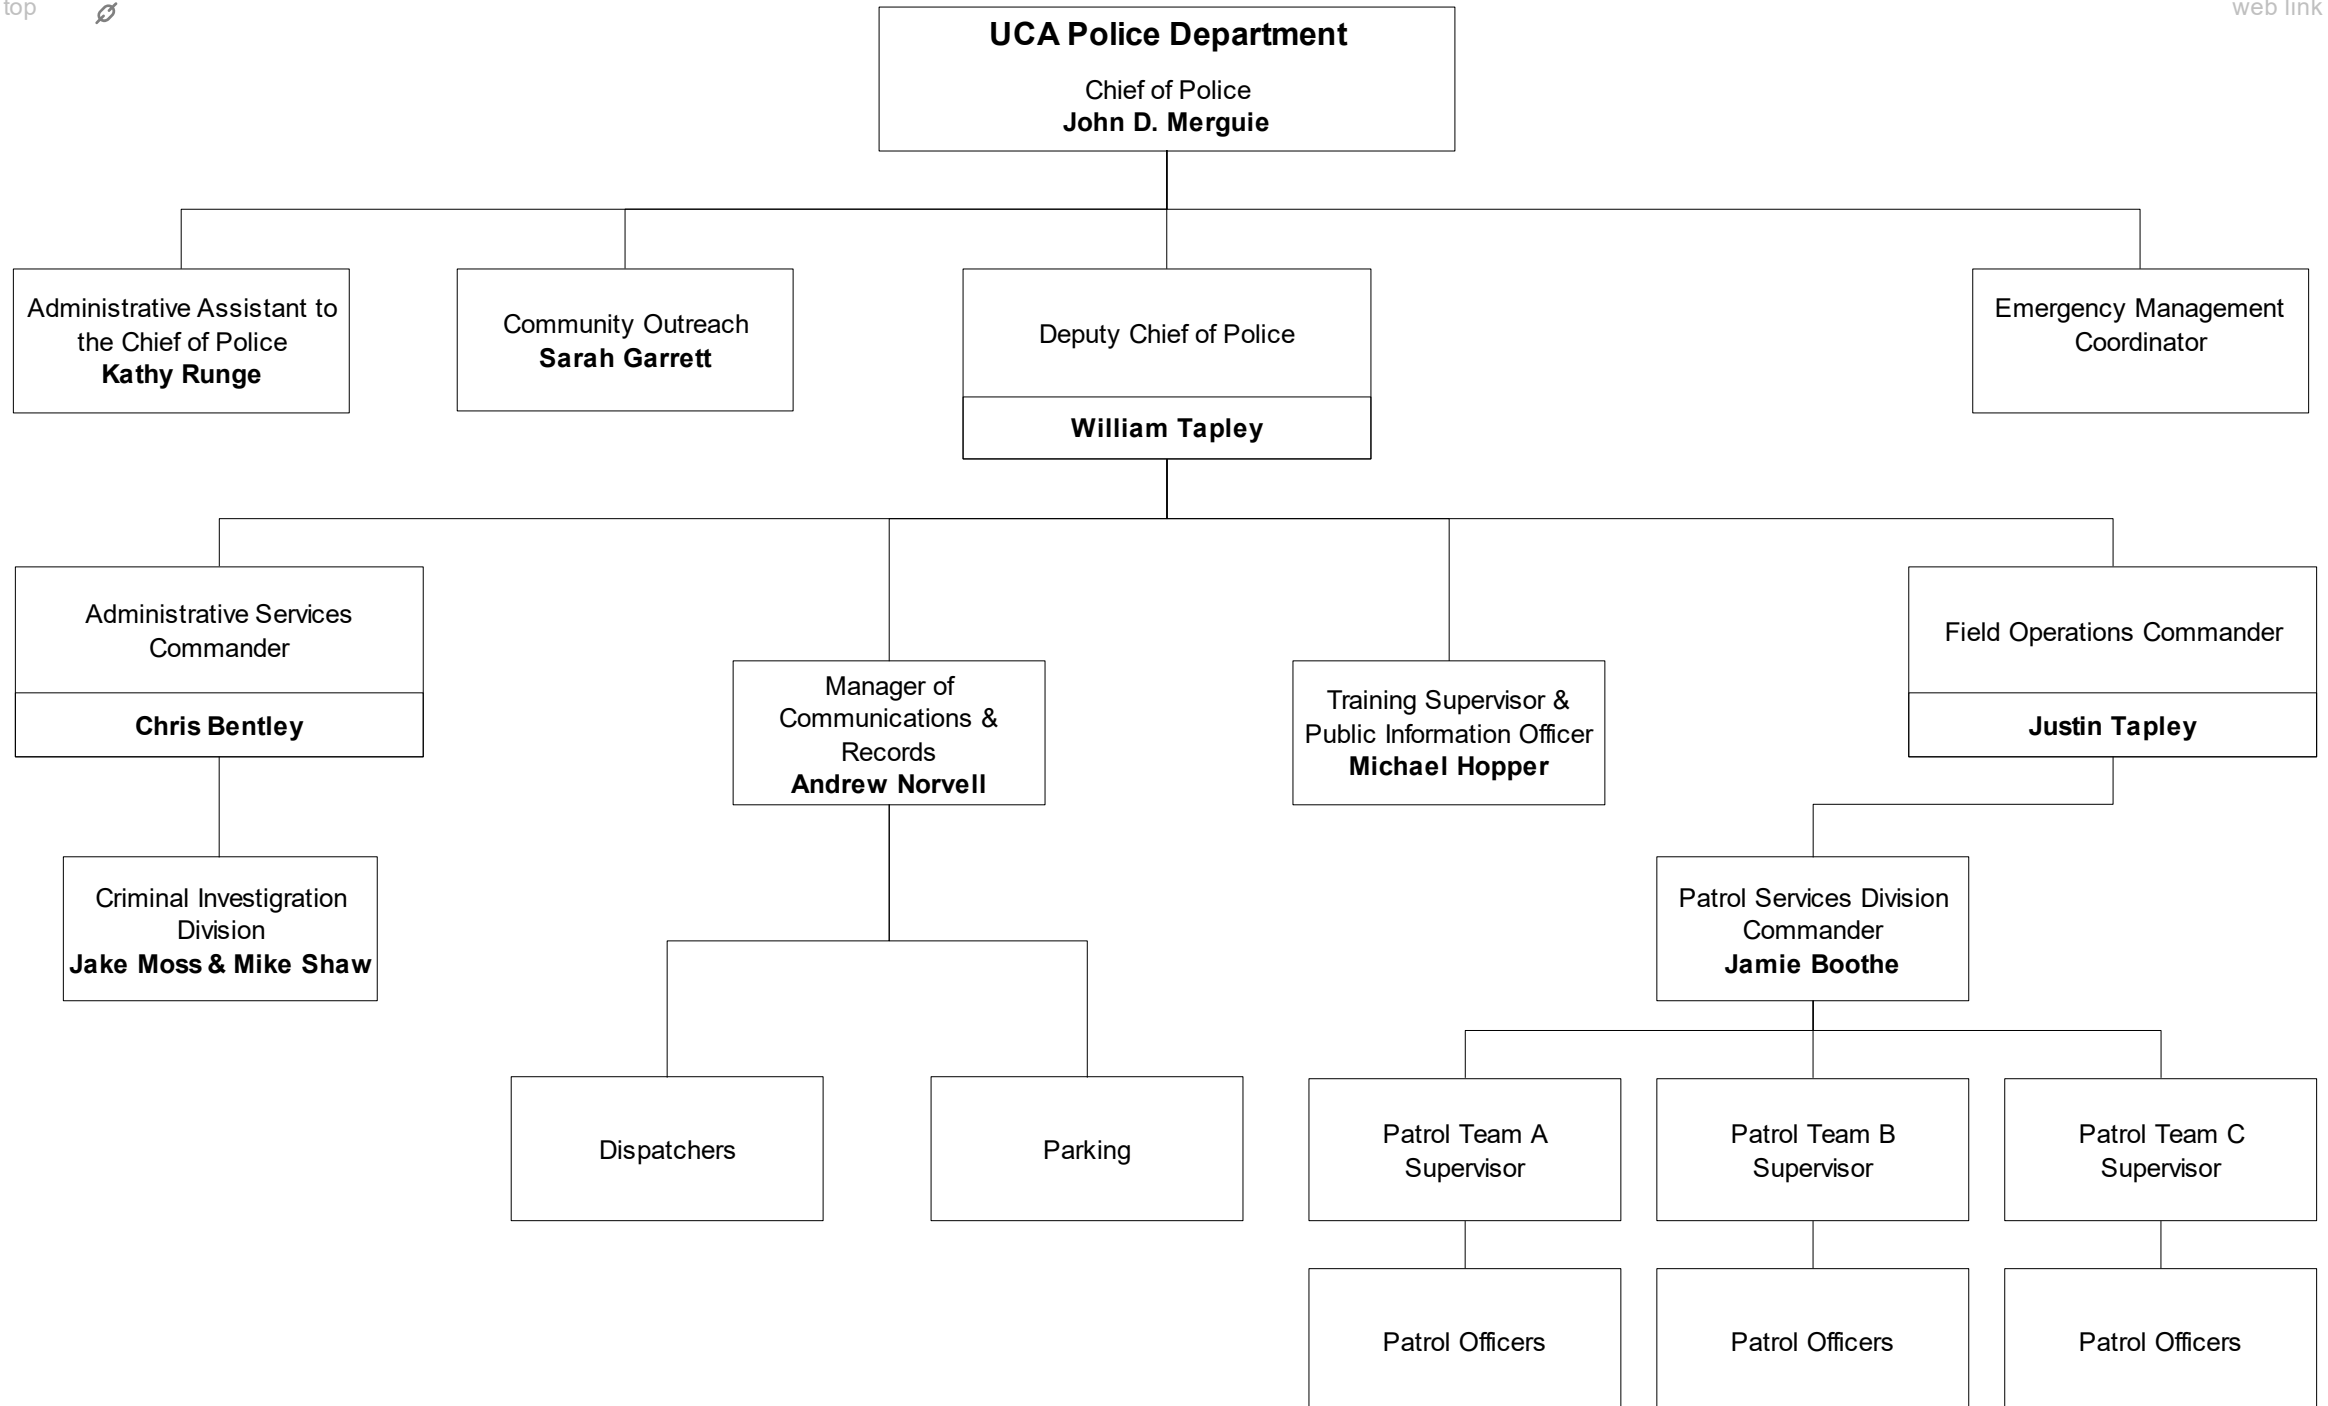 top
web link
UCA Police Department
Chief of Police
John D. Merguie
Administrative Assistant to
the Chief of Police
Kathy Runge
Community Outreach
Sarah Garrett
Deputy Chief of Police
William Tapley
Emergency Management
Coordinator
Administrative Services
Commander
Chris Bentley
Manager of
Communications &
Records
Andrew Norvell
Training Supervisor &
Public Information Officer
Michael Hopper
Field Operations Commander
Justin Tapley
Criminal Investigration
Division
Jake Moss & Mike Shaw
Patrol Services Division
Commander
Jamie Boothe
Dispatchers
Parking
Patrol Team A
Supervisor
Patrol Team B
Supervisor
Patrol Team C
Supervisor
Patrol Officers
Patrol Officers
Patrol Officers